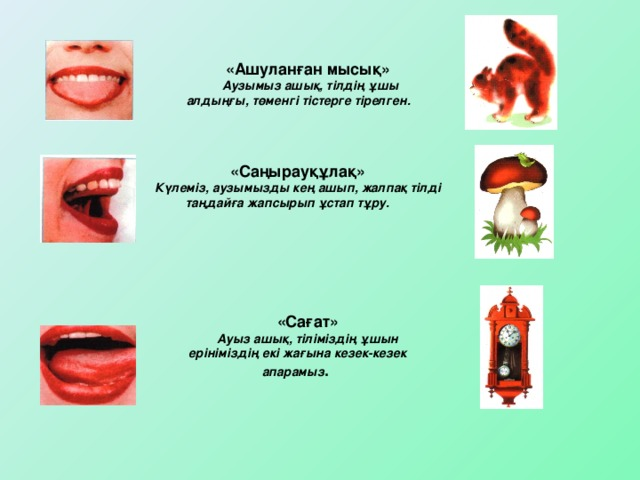 «Ашуланған мысық»
Аузымыз ашық, тілдің ұшы
алдыңғы, төменгі тістерге тірелген.
«Саңырауқұлақ»
Күлеміз, аузымызды кең ашып, жалпақ тілді
таңдайға жапсырып ұстап тұру.
«Сағат»
Ауыз ашық, тіліміздің ұшын
ерініміздің екі жағына кезек-кезек
апарамыз.